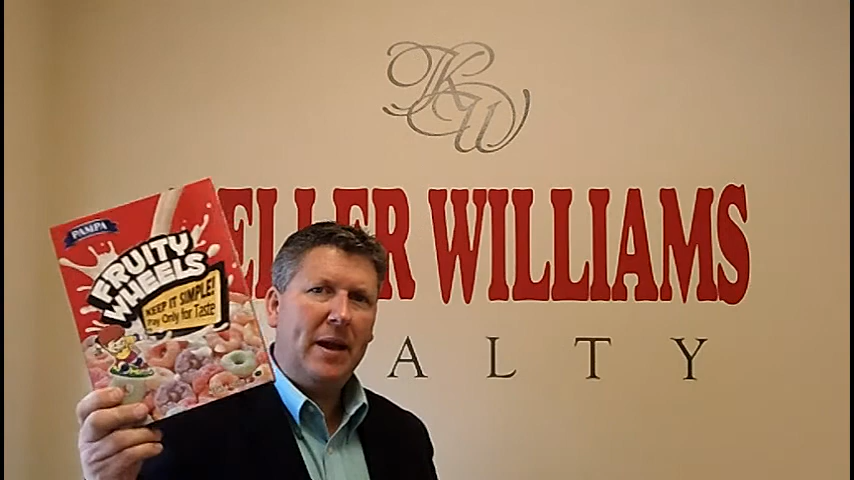 KW
ELLER WILLIAMS
ALTY
PAMPA
FRUITY
WHEELS
KEEP IT SIMPLE!
Pay Only for Taste